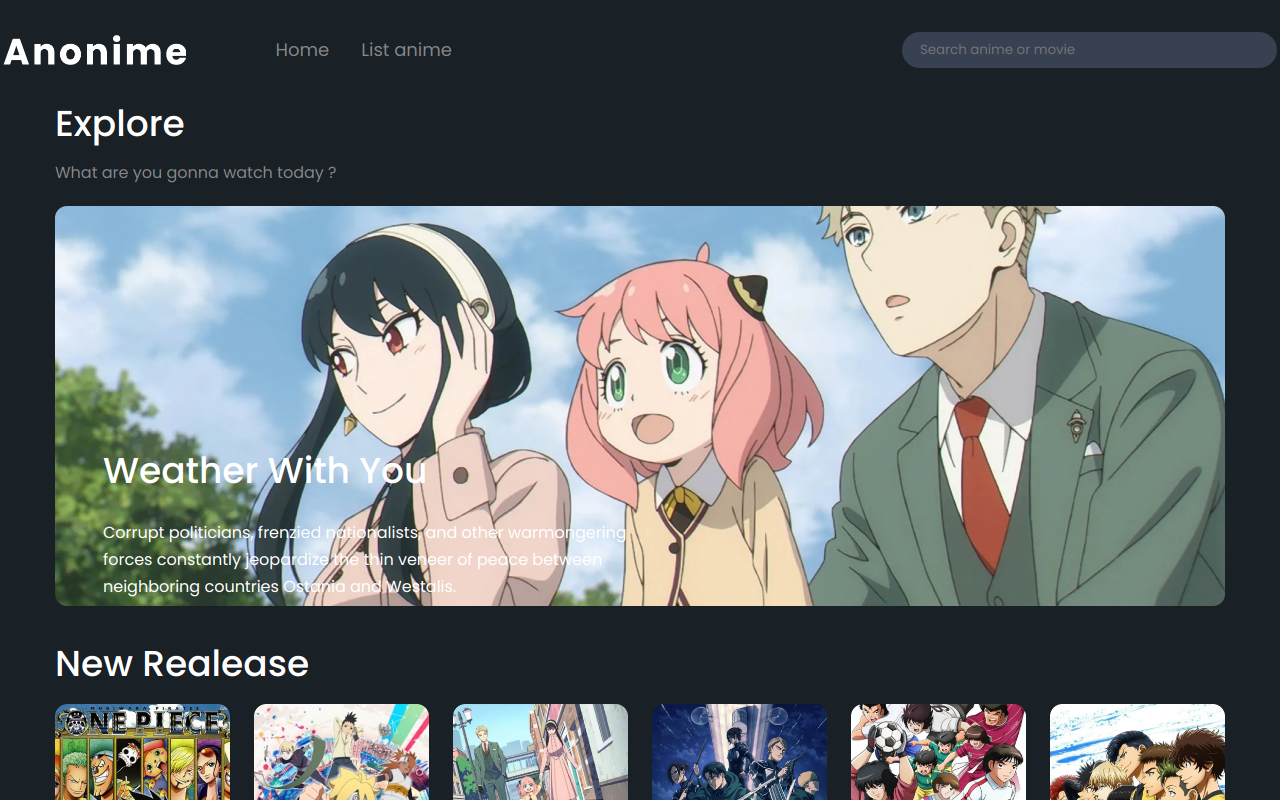 Anonime
Home
List anime
Search anime or movie
Explore
What are you gonna watch today ?
Weather With You
Corrupt politicians, frenzied nationalists, and other warmongering
forces constantly jeopardize the thin veneer of peace between
neighboring countries Ostania and Westalis.
New Realease
MUGIWARA PIRATES
ONE PIECE